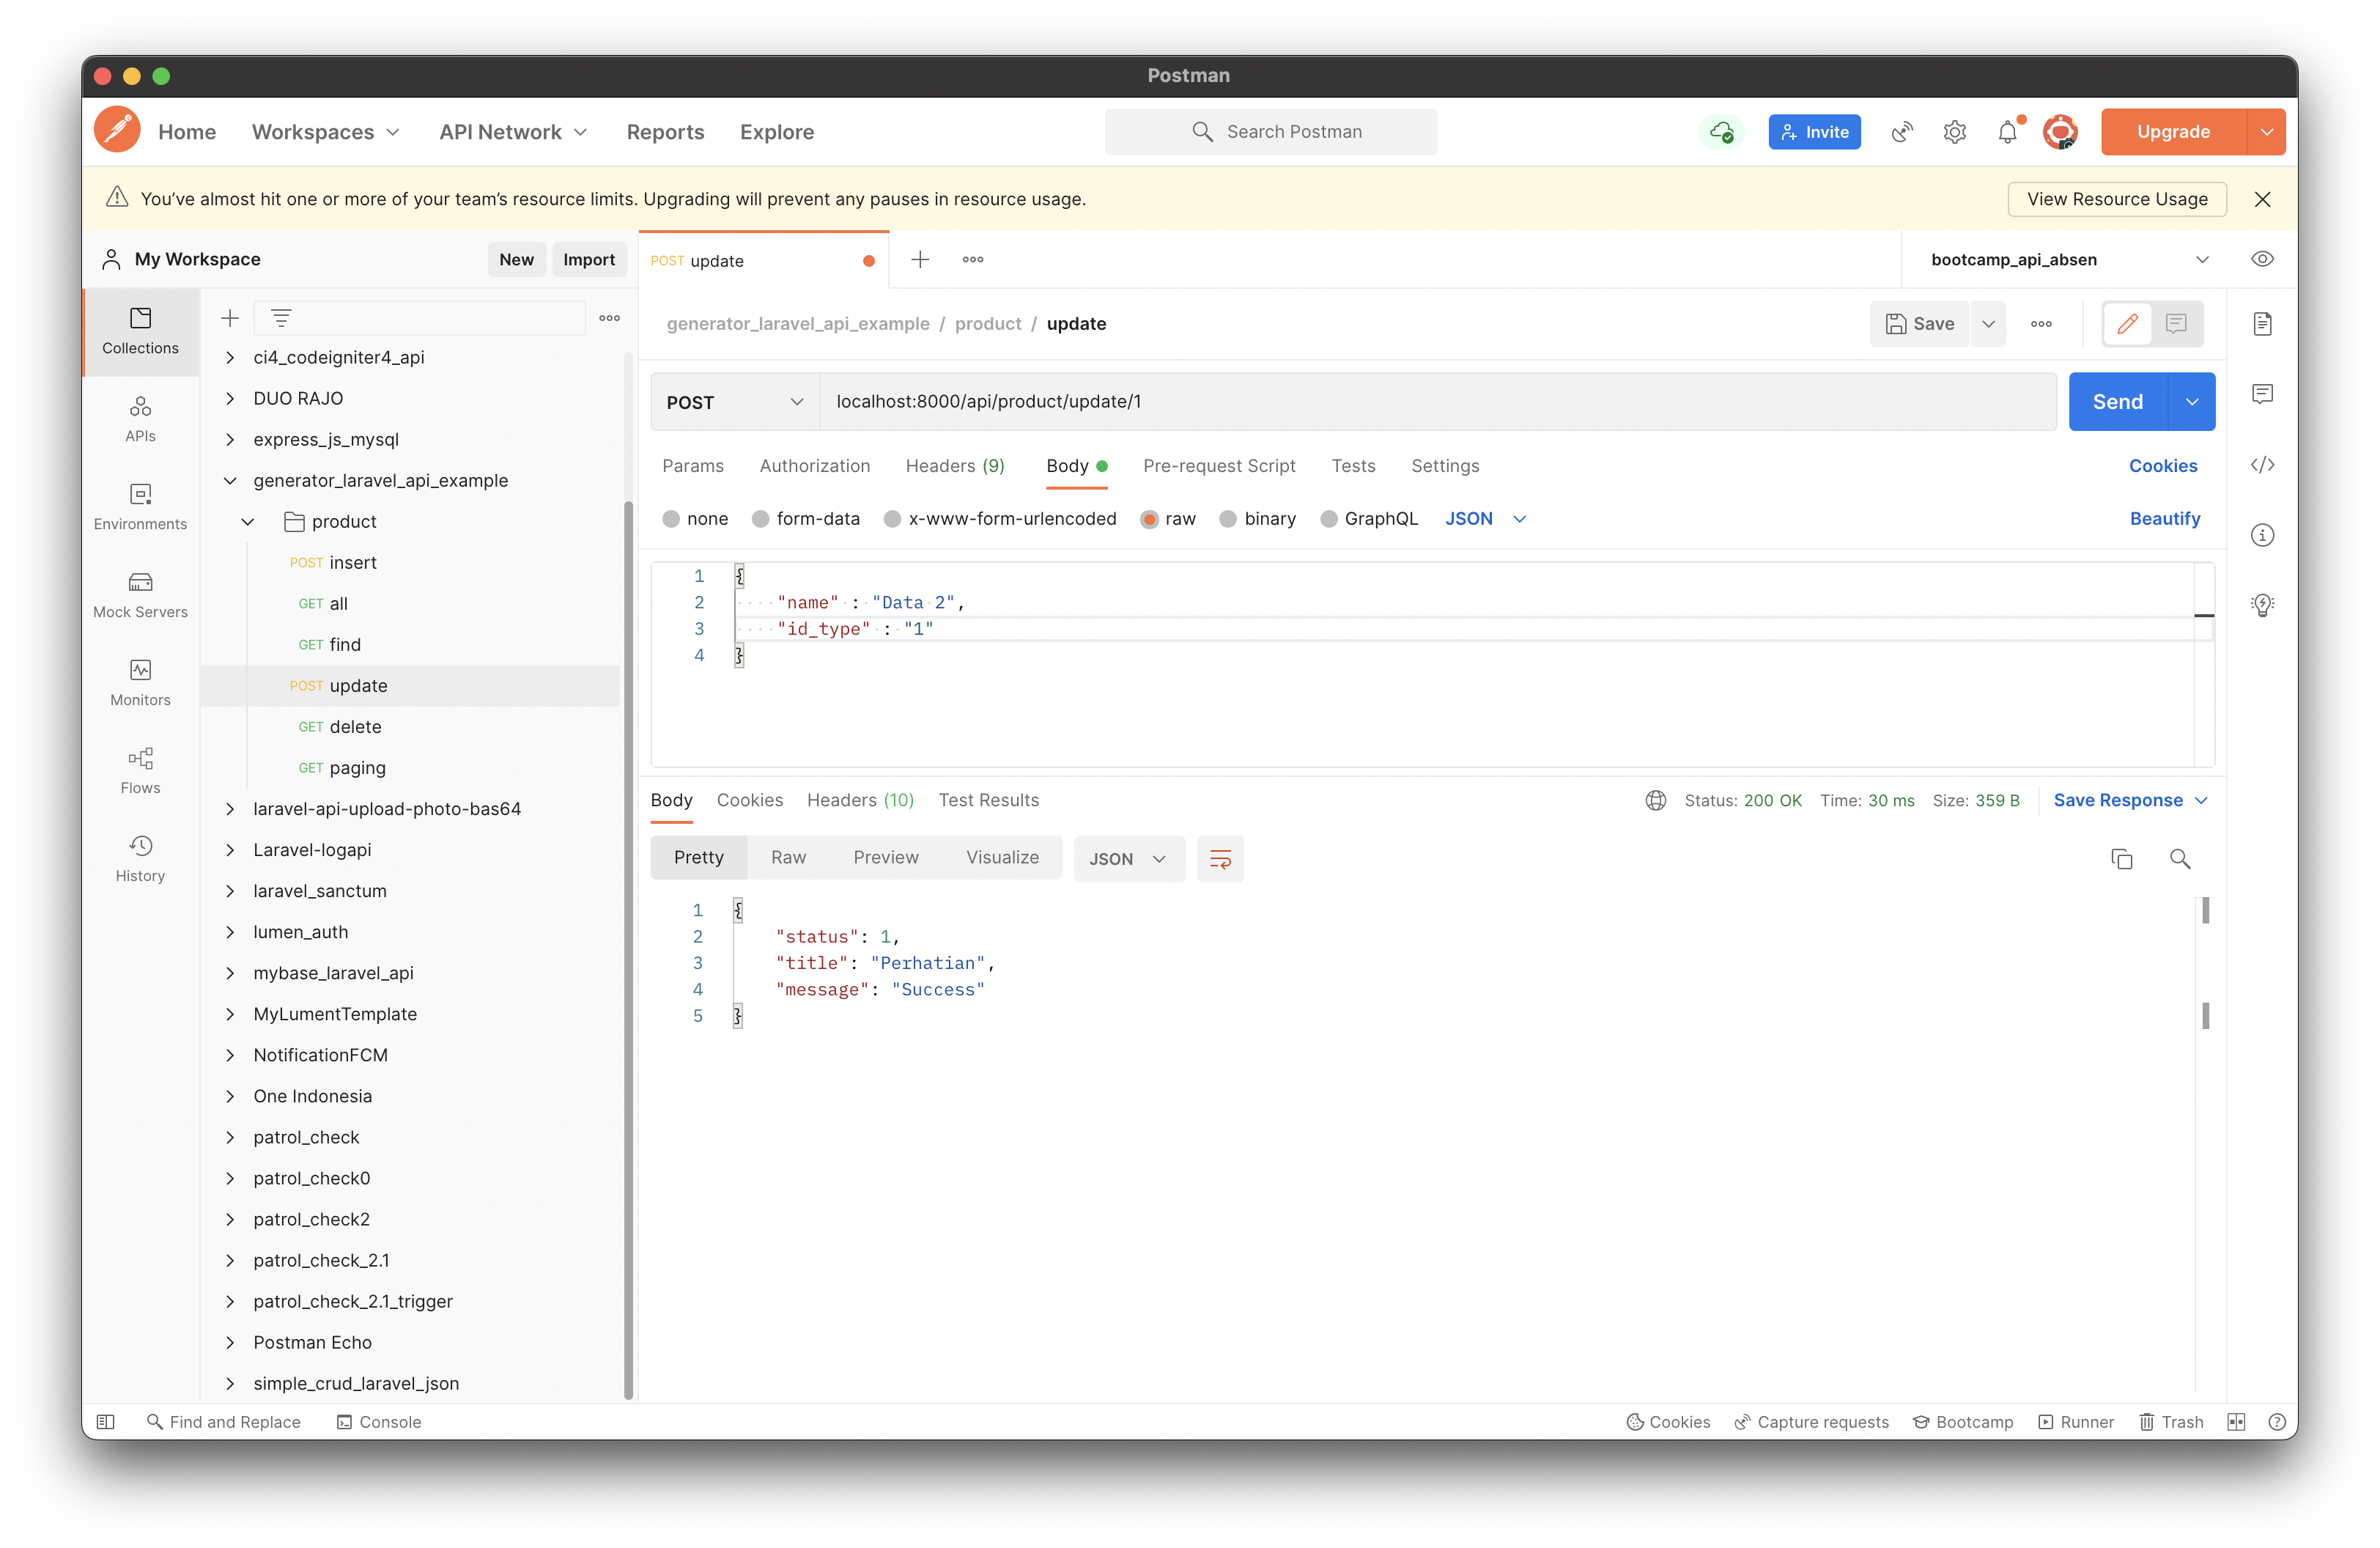 Postman
Home Workspaces API Network Reports Explore Search Postman Invite Upgrade
You've almost hit one or more of your team's resource limits. Upgrading will prevent any pauses in resource usage. View Resource Usage
My Workspace New Import
POST update
bootcamp_api_absen
Collections
APIs
Environments
Mock Servers
Monitors
Flows
History
ci4_codeigniter4_api
DUO RAJO
express_js_mysql
generator_laravel_api_example
product
POST insert
GET all
GET find
POST update
GET delete
GET paging
laravel-api-upload-photo-bas64
Laravel-logapi
laravel_sanctum
lumen_auth
mybase_laravel_api
MyLumentTemplate
NotificationFCM
One Indonesia
patrol_check
patrol_check0
patrol_check2
patrol_check_2.1
patrol_check_2.1_trigger
Postman Echo
simple_crud_laravel_json
generator_laravel_api_example / product / update Save
POST localhost:8000/api/product/update/1 Send
Params Authorization Headers (9) Body Pre-request Script Tests Settings Cookies
none form-data x-www-form-urlencoded raw binary GraphQL JSON Beautify
1 {
2 "name" : "Data 2",
3 "id_type" : "1"
4 }
Body Cookies Headers (10) Test Results Status: 200 OK Time: 30 ms Size: 359 B Save Response
Pretty Raw Preview Visualize JSON
1 {
2 "status": 1,
3 "title": "Perhatian",
4 "message": "Success"
5 }
Find and Replace Console Cookies Capture requests Bootcamp Runner Trash